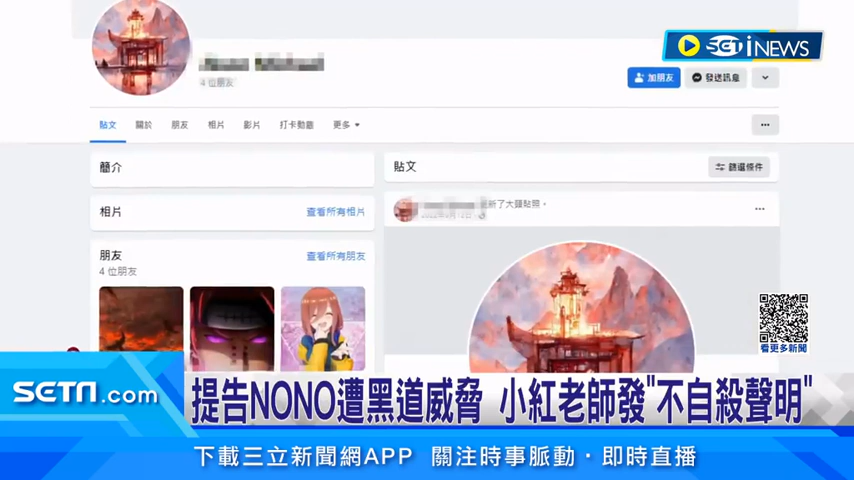 SETiNEWS
4 位朋友
加朋友
發送訊息
貼文
關於
朋友
相片
影片
打卡動態
更多
簡介
貼文
篩選條件
相片
查看所有相片
新了大頭貼照。
朋友
查看所有朋友
4 位朋友
看更多新聞
SETn.com
提告NONO遭黑道威脅 小紅老師發"不自殺聲明"
下載三立新聞網APP 關注時事脈動・即時直播